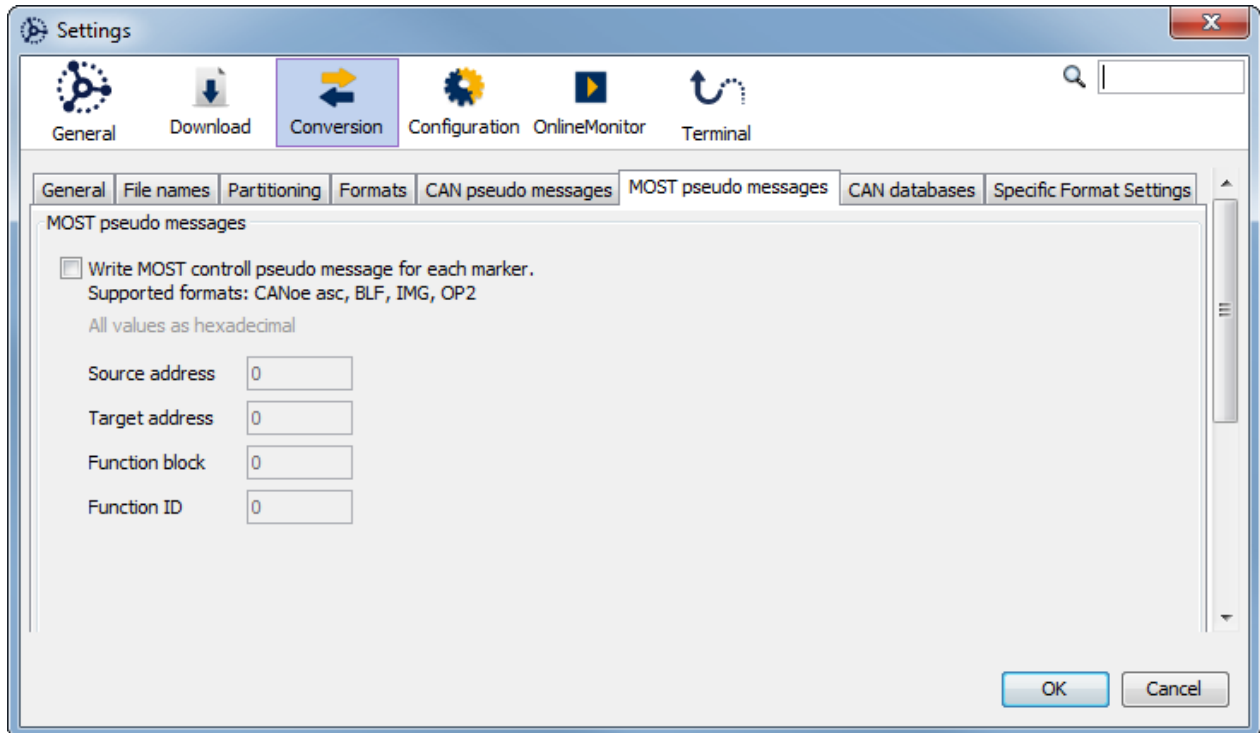 Settings
General Download Conversion Configuration OnlineMonitor Terminal
General File names Partitioning Formats CAN pseudo messages MOST pseudo messages CAN databases Specific Format Settings
MOST pseudo messages
Write MOST controll pseudo message for each marker.
Supported formats: CANoe asc, BLF, IMG, OP2
All values as hexadecimal
Source address 0
Target address 0
Function block 0
Function ID 0
OK Cancel